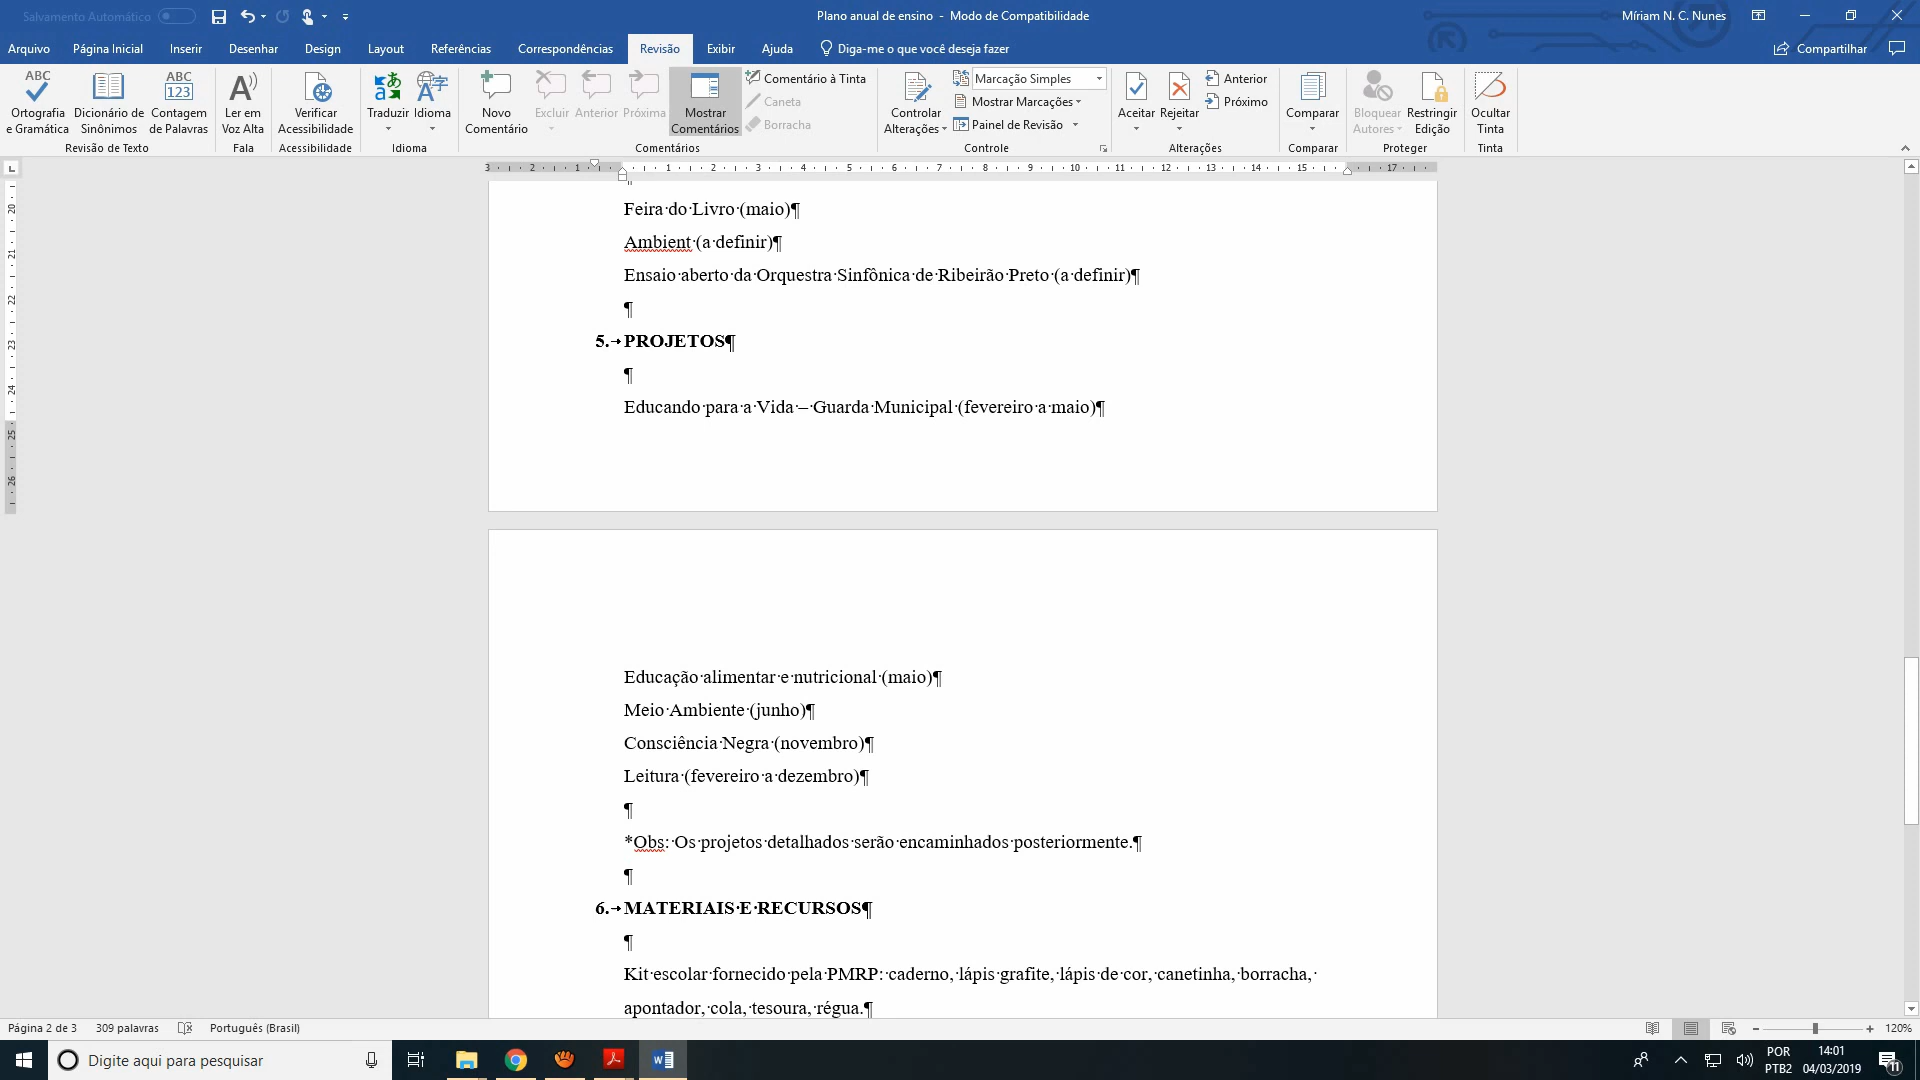 Salvamento Automático
Plano anual de ensino - Modo de Compatibilidade
Míriam N. C. Nunes
Arquivo Página Inicial Inserir Desenhar Design Layout Referências Correspondências Revisão Exibir Ajuda Diga-me o que você deseja fazer Compartilhar
Ortografia e Gramática
Dicionário de Sinônimos
Contagem de Palavras
Revisão de Texto
Ler em Voz Alta
Fala
Verificar Acessibilidade
Acessibilidade
Traduzir
Idioma
Idioma
Novo Comentário
Excluir
Anterior
Próxima
Mostrar Comentários
Comentário à Tinta
Caneta
Borracha
Comentários
Controlar Alterações
Marcação Simples
Mostrar Marcações
Painel de Revisão
Controle
Aceitar
Rejeitar
Anterior
Próximo
Alterações
Comparar
Comparar
Bloquear Autores
Restringir Edição
Proteger
Ocultar Tinta
Tinta
Feira do Livro (maio)¶
Ambient (a definir)¶
Ensaio aberto da Orquestra Sinfônica de Ribeirão Preto (a definir)¶
¶
5. PROJETOS¶
¶
Educando para a Vida – Guarda Municipal (fevereiro a maio)¶
Educação alimentar e nutricional (maio)¶
Meio Ambiente (junho)¶
Consciência Negra (novembro)¶
Leitura (fevereiro a dezembro)¶
¶
*Obs: Os projetos detalhados serão encaminhados posteriormente.¶
¶
6. MATERIAIS E RECURSOS¶
¶
Kit escolar fornecido pela PMRP: caderno, lápis grafite, lápis de cor, canetinha, borracha,
apontador, cola, tesoura, régua.¶
Página 2 de 3 309 palavras Português (Brasil) 120%
Digite aqui para pesquisar
POR
PTB2
14:01
04/03/2019
11